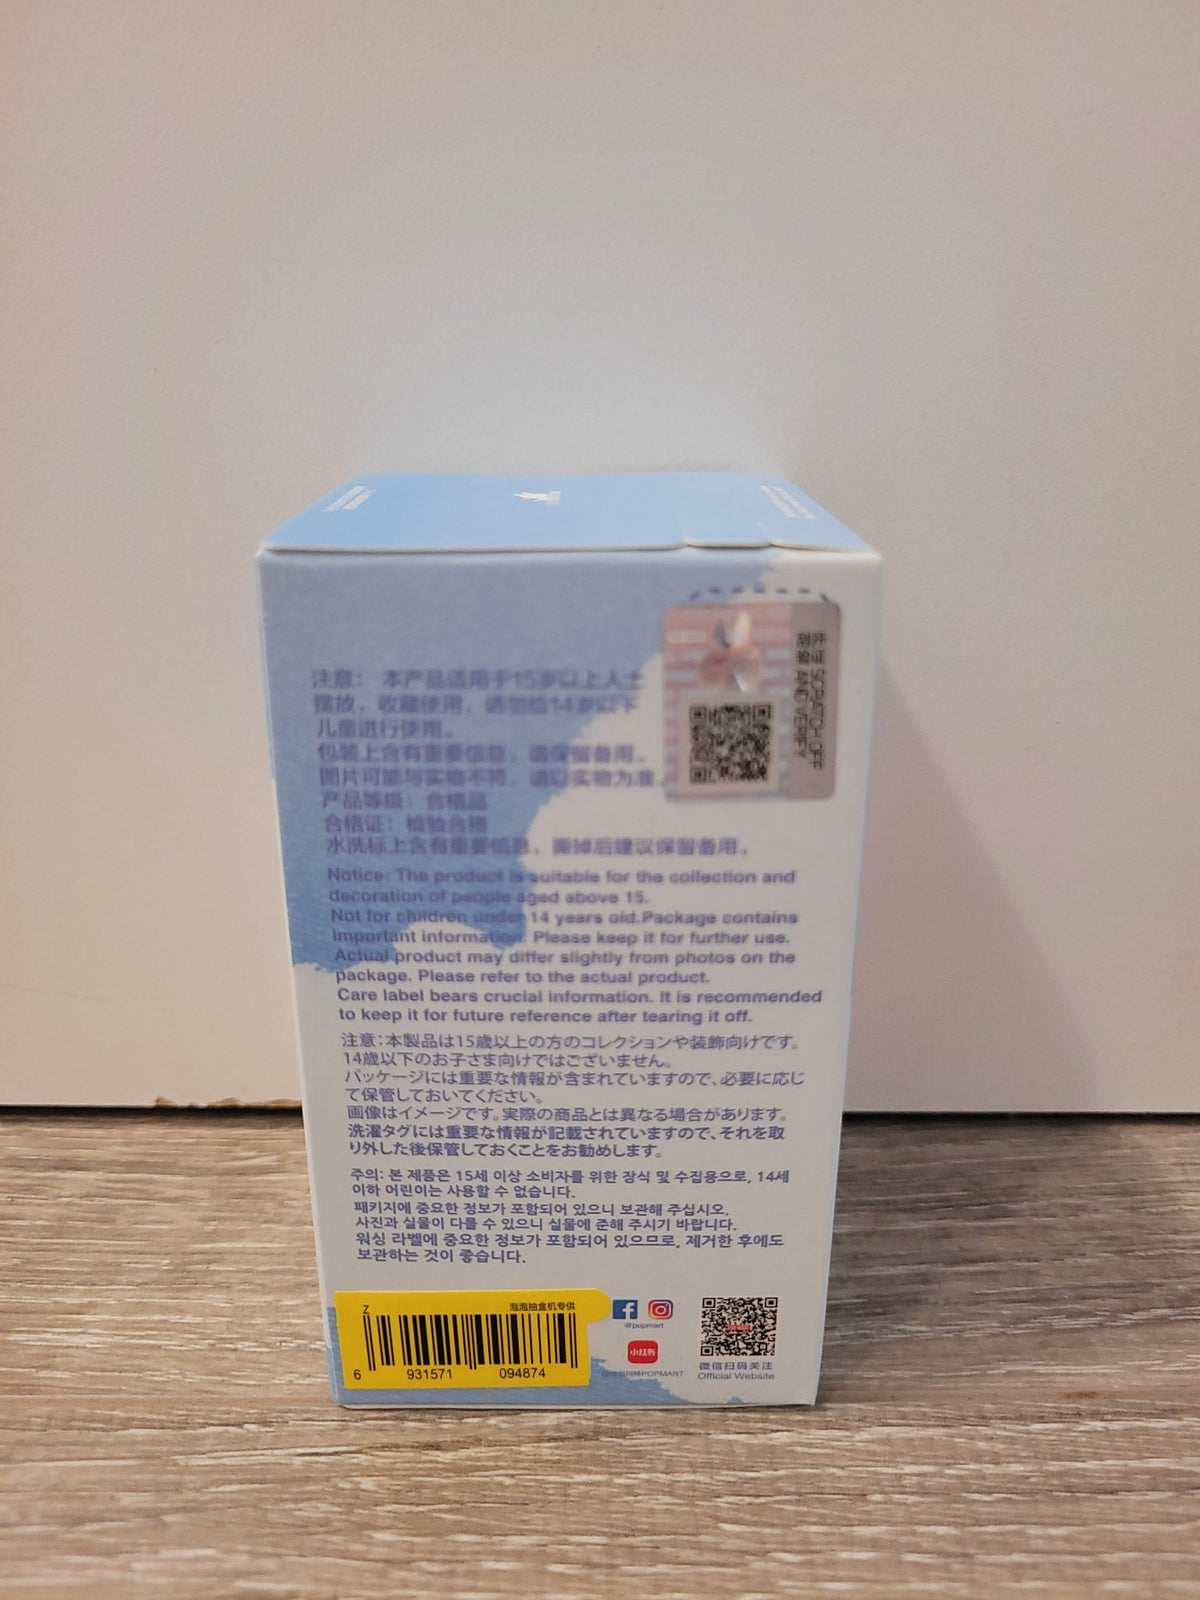 开证 SCRATCH OFF
验 AND VERIFY
注意： 本产品适用于15岁以上人士
摆放，收藏使用，请勿给14岁以下
儿童进行使用。
包装上含有重要信息，请保留备用。
图片可能与实物不符，请以实物为准。
产品等级：合格品
合格证：检验合格
水洗标上含有重要信息，撕掉后建议保留备用。
Notice: The product is suitable for the collection and
decoration of people aged above 15.
Not for children under 14 years old.Package contains
important information. Please keep it for further use.
Actual product may differ slightly from photos on the
package. Please refer to the actual product.
Care label bears crucial information. It is recommended
to keep it for future reference after tearing it off.
注意：本製品は15歳以上の方のコレクションや装飾向けです。
14歳以下のお子さま向けではございません。
パッケージには重要な情報が含まれていますので、必要に応じ
て保管しておいてください。
画像はイメージです。実際の商品とは異なる場合があります。
洗濯タグには重要な情報が記載されていますので、それを取
り外した後保管しておくことをお勧めします。
주의: 본 제품은 15세 이상 소비자를 위한 장식 및 수집용으로, 14세
이하 어린이는 사용할 수 없습니다.
패키지에 중요한 정보가 포함되어 있으니 보관해 주십시오.
사진과 실물이 다를 수 있으니 실물에 준해 주시기 바랍니다.
워싱 라벨에 중요한 정보가 포함되어 있으므로, 제거한 후에도
보관하는 것이 좋습니다.
Z 泡泡抽盒机专供
6 931571 094874
@popmart
小红书
POPMART
微信扫码关注
Official Website